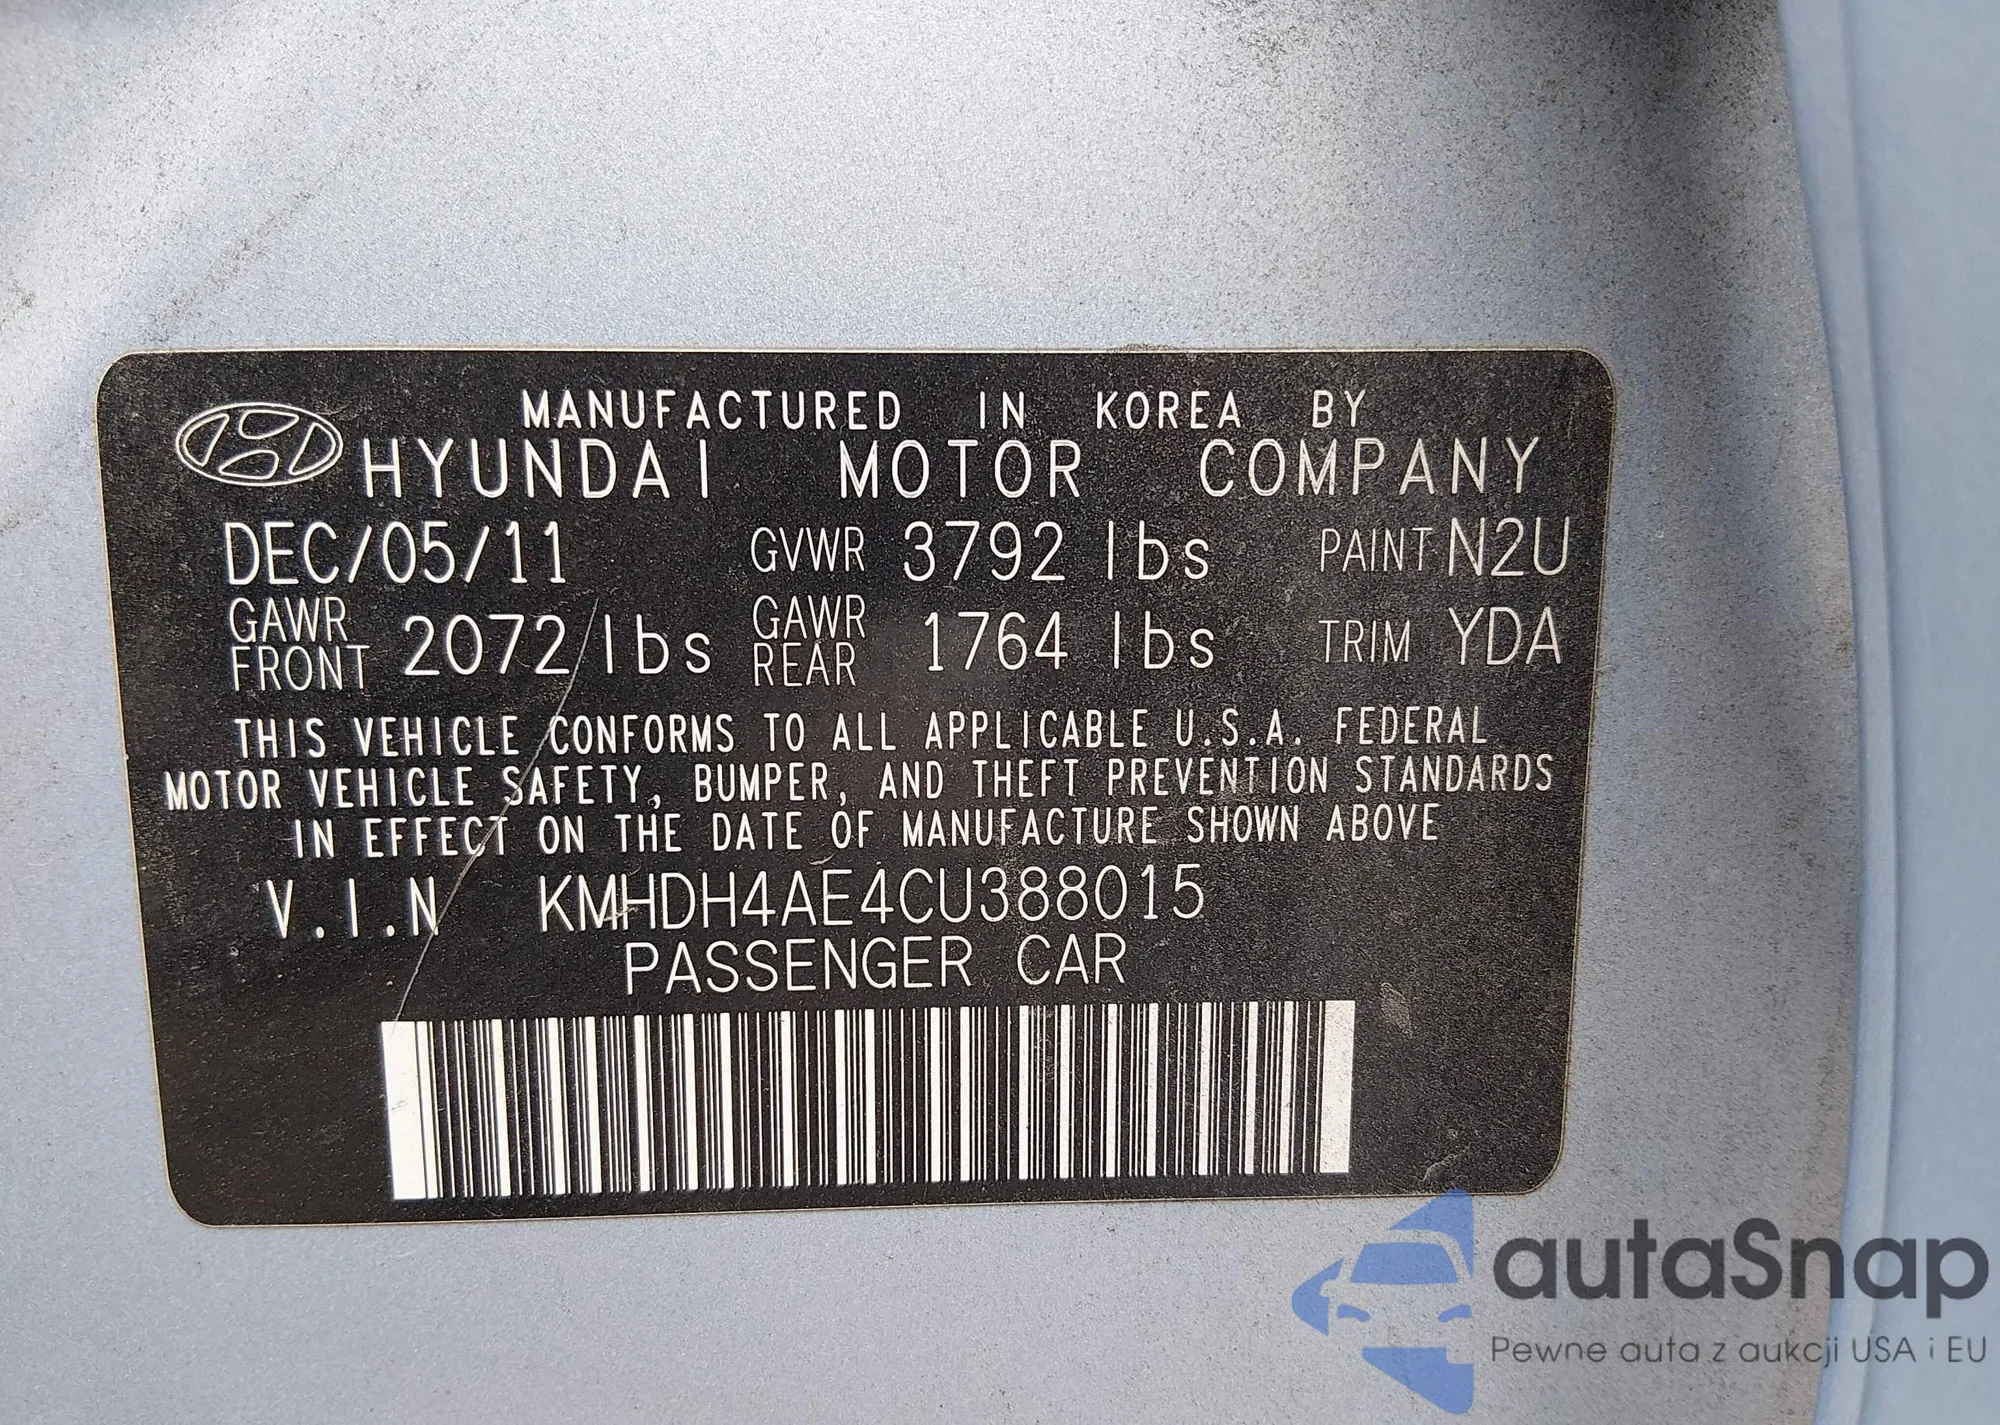 MANUFACTURED IN KOREA BY
HYUNDAI MOTOR COMPANY
DEC/05/11 GVWR 3792 lbs PAINT N2U
GAWR FRONT 2072 lbs GAWR REAR 1764 lbs TRIM YDA
THIS VEHICLE CONFORMS TO ALL APPLICABLE U.S.A. FEDERAL
MOTOR VEHICLE SAFETY, BUMPER, AND THEFT PREVENTION STANDARDS
IN EFFECT ON THE DATE OF MANUFACTURE SHOWN ABOVE
V.I.N KMHDH4AE4CU388015
PASSENGER CAR
autaSnap
Pewne auta z aukcji USA i EU